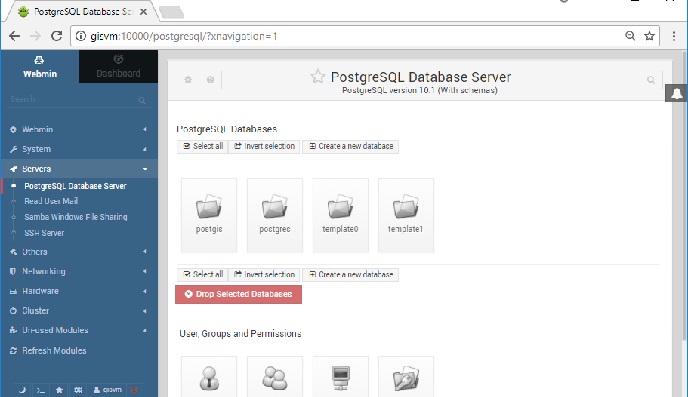 PostgreSQL Database Ser
gisvm:10000/postgresql/?xnavigation=1
Webmin
Dashboard
Search
Webmin
System
Servers
PostgreSQL Database Server
Read User Mail
Samba Windows File Sharing
SSH Server
Others
Networking
Hardware
Cluster
Un-used Modules
Refresh Modules
gisvm
PostgreSQL Database Server
PostgreSQL version 10.1 (With schemas)
PostgreSQL Databases
Select all Invert selection Create a new database
postgis postgres template0 template1
Select all Invert selection Create a new database
Drop Selected Databases
User, Groups and Permissions